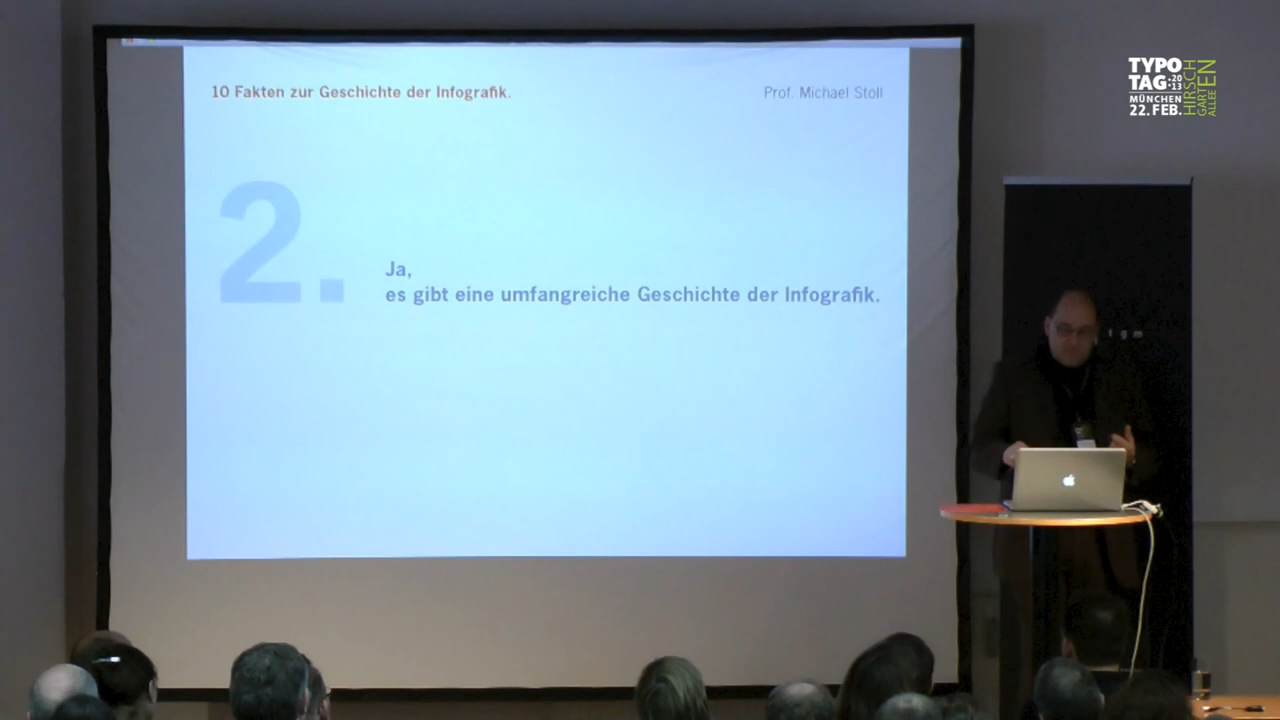 10 Fakten zur Geschichte der Infografik.
Prof. Michael Stoll
2.
Ja,
es gibt eine umfangreiche Geschichte der Infografik.
TYPO
TAG 2013
MÜNCHEN
22. FEB.
HIRSCH
GARTEN
ALLEE
t g m